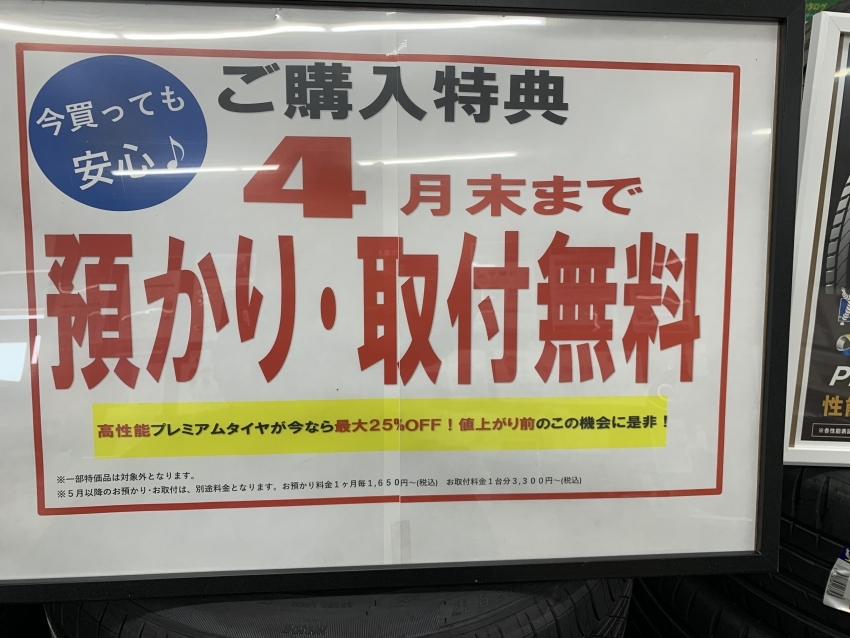 今買っても
安心♪
ご購入特典
4月末まで
預かり・取付無料
高性能プレミアムタイヤが今なら最大25%OFF！値上がり前のこの機会に是非！
※一部特価品は対象外となります。
※5月以降のお預かり･お取付は、別途料金となります。お預かり料金1ヶ月毎1,650円～(税込)　お取付料金1台分3,300円～(税込)
カタログ
P
性能